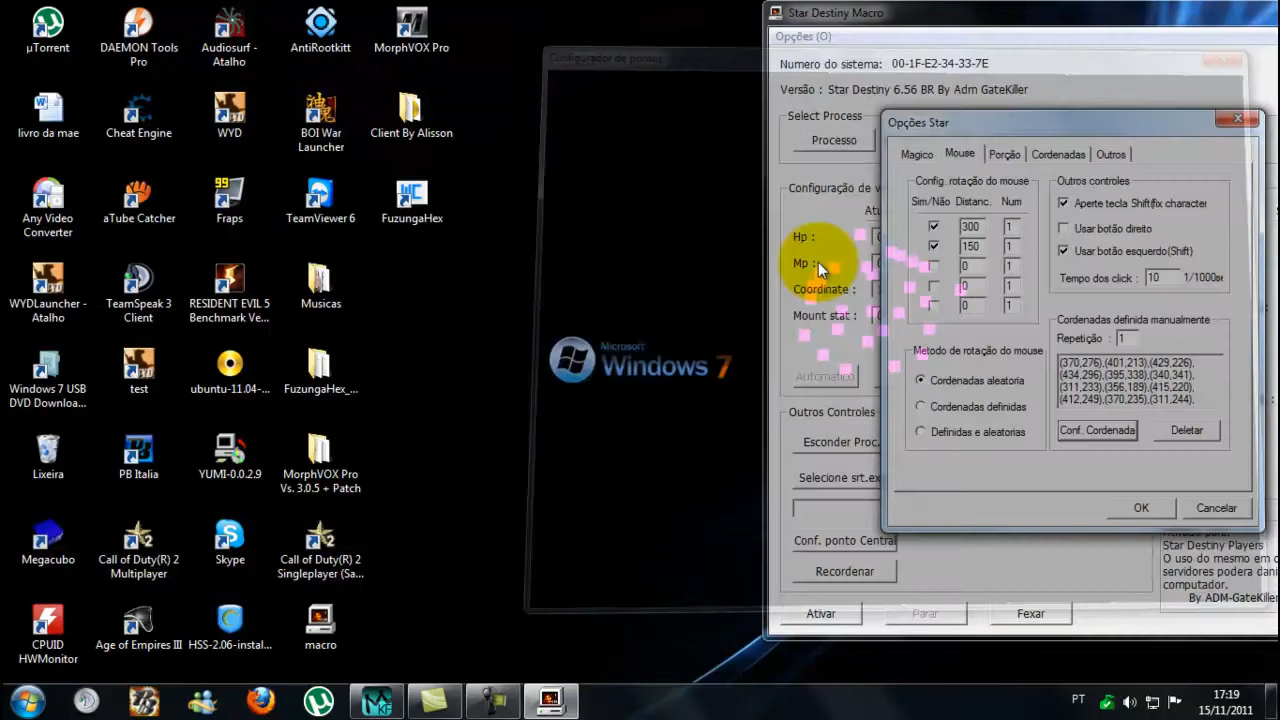 µTorrent
DAEMON Tools
Pro
Audiosurf -
Atalho
AntiRootkitt
MorphVOX Pro
livro da mae
Cheat Engine
WYD
BOI War
Launcher
Client By Alisson
Any Video
Converter
aTube Catcher
99
Fraps
TeamViewer 6
FuzungaHex
WYDLauncher -
Atalho
TeamSpeak 3
Client
RESIDENT EVIL 5
Benchmark Ve...
Musicas
Windows 7 USB
DVD Downloa...
test
ubuntu-11.04-...
FuzungaHex_...
Lixeira
PB Italia
YUMI-0.0.2.9
MorphVOX Pro
Vs. 3.0.5 + Patch
Megacubo
Call of Duty(R) 2
Multiplayer
Skype
Call of Duty(R) 2
Singleplayer (Sa...
CPUID
HWMonitor
Age of Empires III
HSS-2.06-instal...
macro
Configurador de pontos
Microsoft
Windows 7
Star Destiny Macro
Opções (O)
Numero do sistema: 00-1F-E2-34-33-7E
Versão : Star Destiny 6.56 BR By Adm GateKiller
Select Process
Processo
Configuração de v
Hp :
Mp :
Coordinate :
Mount stat :
Automatico
Outros Controles
Esconder Proc.
Selecione srt.ex
Conf. ponto Central
Recordenar
Ativar
Parar
Fexar
Star Destiny Players
O uso do mesmo em c
servidores podera dani
computador.
By ADM-GateKiller
Opções Star
Magico
Mouse
Porção
Cordenadas
Outros
Config. rotação do mouse
Sim/Não Distanc. Num
300 1
150 1
0 1
0 1
0 1
Metodo de rotação do mouse
Cordenadas aleatoria
Cordenadas definidas
Definidas e aleatorias
Outros controles
Aperte tecla Shift(fix character
Usar botão direito
Usar botão esquerdo(Shift)
Tempo dos click : 10 1/1000se
Cordenadas definida manualmente
Repetição : 1
(370,276),(401,213),(429,226),
(434,296),(395,338),(340,341),
(311,233),(356,189),(415,220),
(412,249),(370,235),(311,244),
Conf. Cordenada
Deletar
OK
Cancelar
PT
17:19
15/11/2011